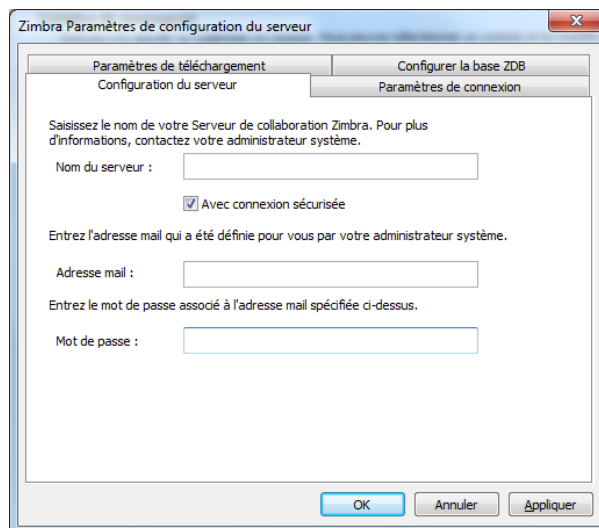 Zimbra Paramètres de configuration du serveur
Paramètres de téléchargement
Configurer la base ZDB
Configuration du serveur
Paramètres de connexion
Saisissez le nom de votre Serveur de collaboration Zimbra. Pour plus
d'informations, contactez votre administrateur système.
Nom du serveur :
Avec connexion sécurisée
Entrez l'adresse mail qui a été définie pour vous par votre administrateur système.
Adresse mail :
Entrez le mot de passe associé à l'adresse mail spécifiée ci-dessus.
Mot de passe :
OK
Annuler
Appliquer